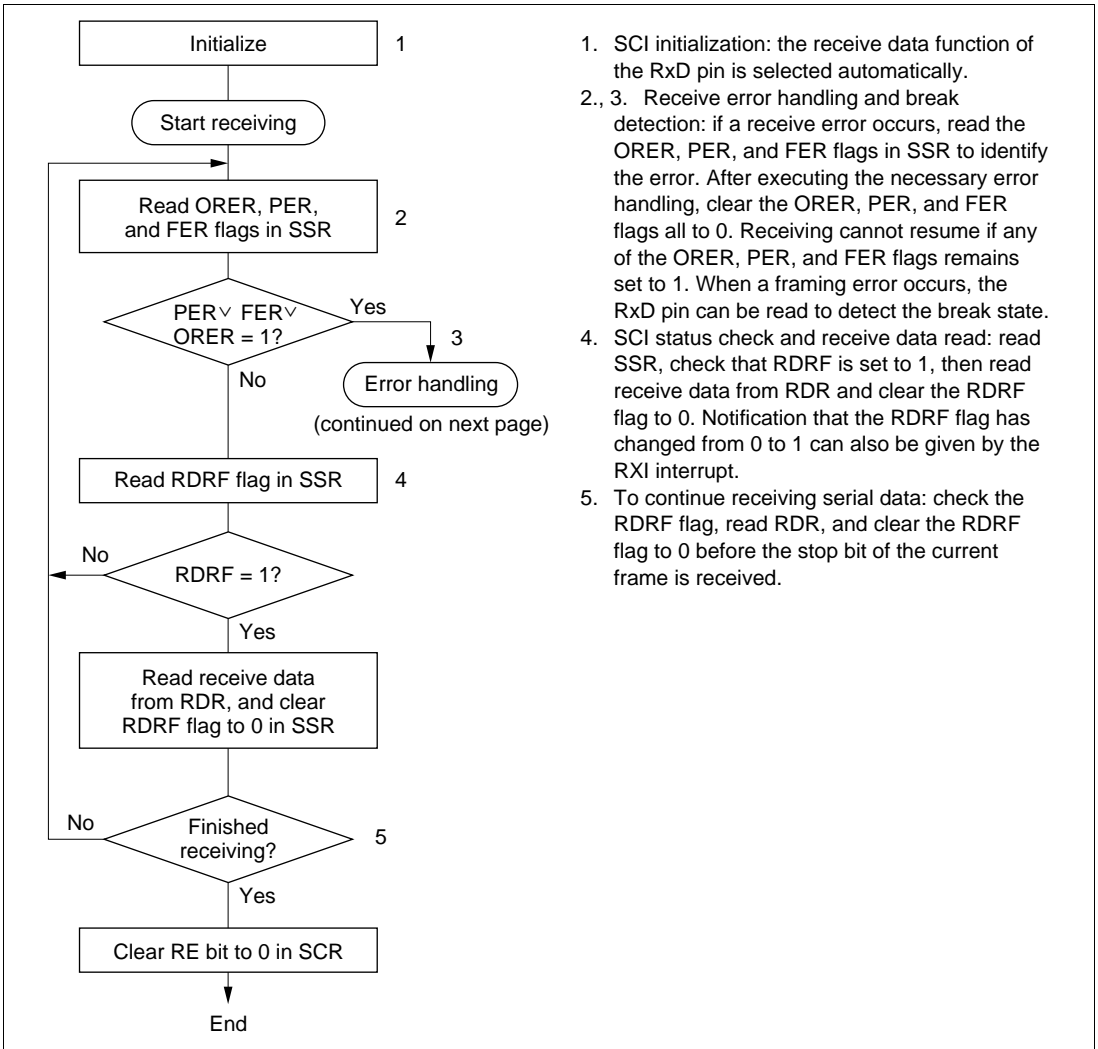 Initialize
1
Start receiving
Read ORER, PER,
and FER flags in SSR
2
PER∨ FER∨
ORER = 1?
Yes
3
No
Error handling
(continued on next page)
Read RDRF flag in SSR
4
No
RDRF = 1?
Yes
Read receive data
from RDR, and clear
RDRF flag to 0 in SSR
No
Finished
receiving?
5
Yes
Clear RE bit to 0 in SCR
End
1. SCI initialization: the receive data function of
the RxD pin is selected automatically.
2., 3. Receive error handling and break
detection: if a receive error occurs, read the
ORER, PER, and FER flags in SSR to identify
the error. After executing the necessary error
handling, clear the ORER, PER, and FER
flags all to 0. Receiving cannot resume if any
of the ORER, PER, and FER flags remains
set to 1. When a framing error occurs, the
RxD pin can be read to detect the break state.
4. SCI status check and receive data read: read
SSR, check that RDRF is set to 1, then read
receive data from RDR and clear the RDRF
flag to 0. Notification that the RDRF flag has
changed from 0 to 1 can also be given by the
RXI interrupt.
5. To continue receiving serial data: check the
RDRF flag, read RDR, and clear the RDRF
flag to 0 before the stop bit of the current
frame is received.